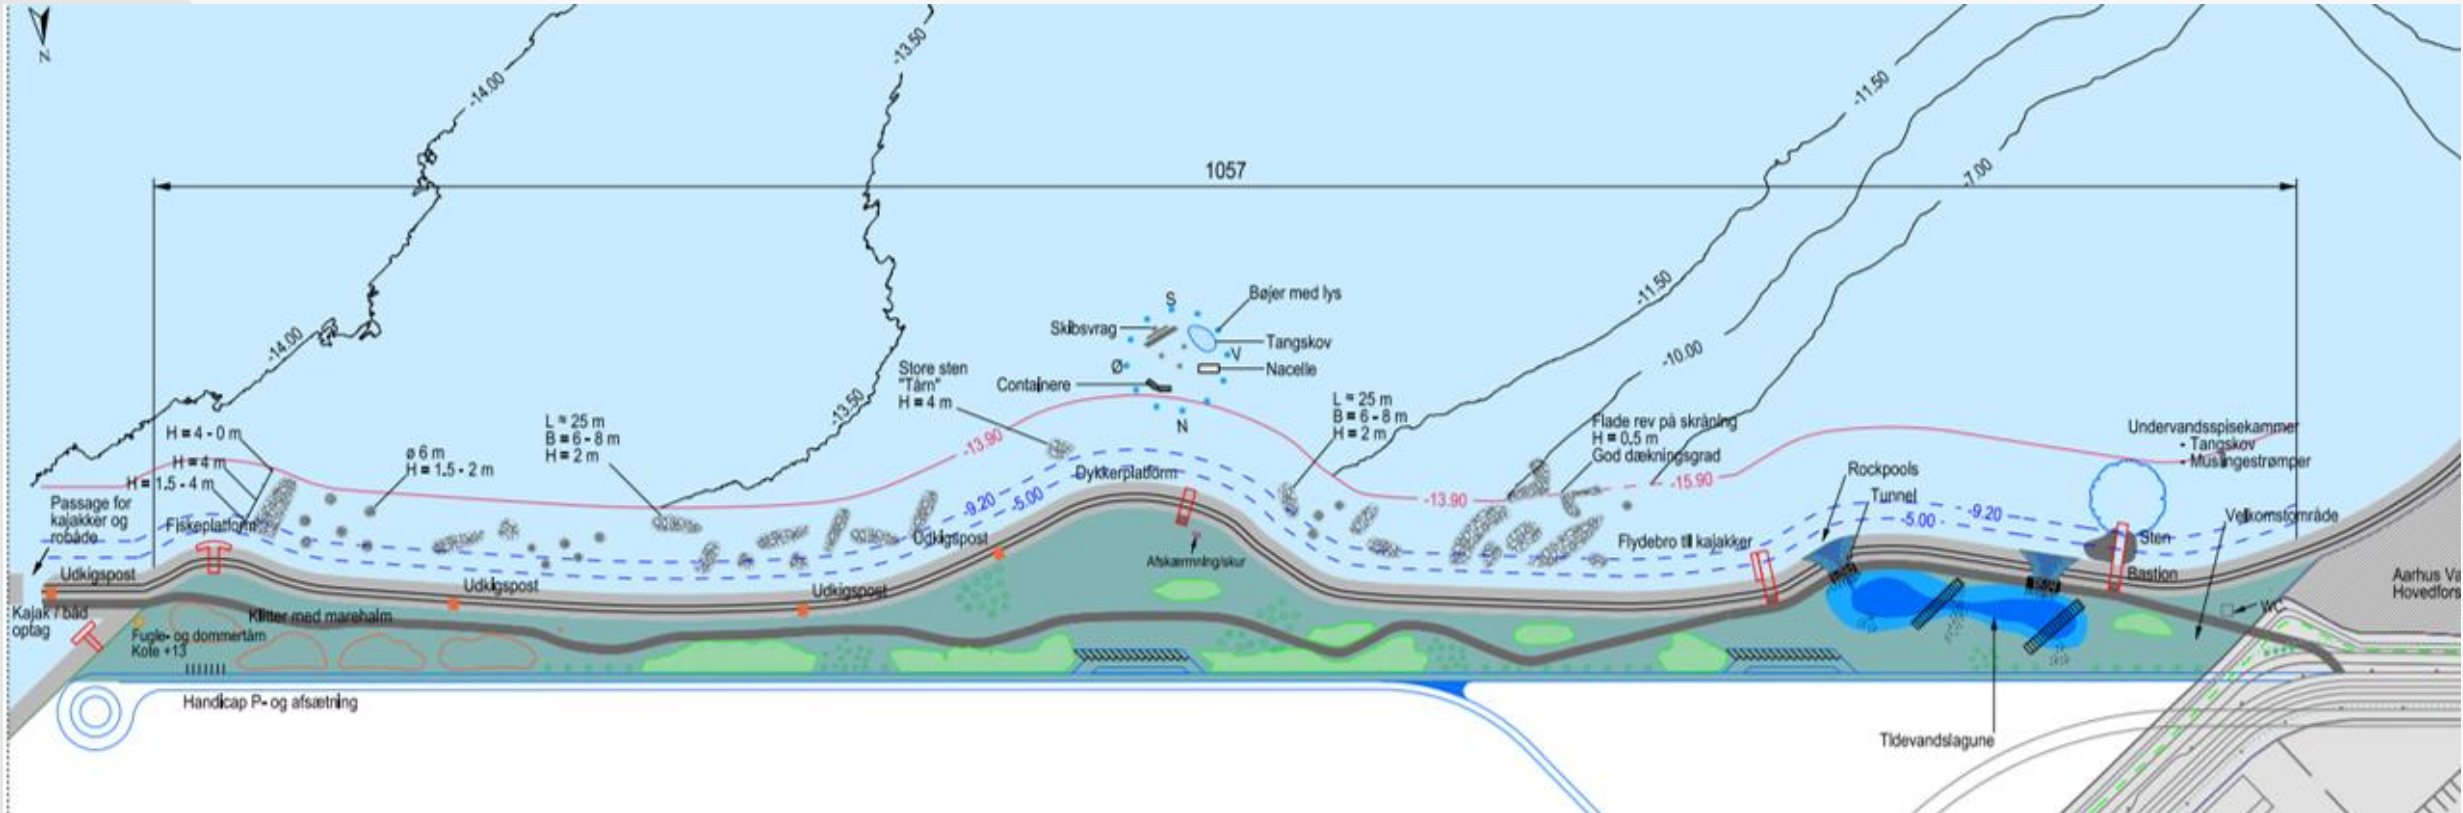 N
-14.00
-13.50
-11.50
-7.00
1057
-14.00
-13.50
-11.50
-10.00
S
Bøjer med lys
Skibsvrag
Tangskov
V
Ø
Nacelle
Containere
N
Store sten
"Tårn"
H = 4 m
-13.90
H = 4 - 0 m
H = 4 m
H = 1.5 - 4 m
ø 6 m
H = 1.5 - 2 m
L = 25 m
B = 6 - 8 m
H = 2 m
L = 25 m
B = 6 - 8 m
H = 2 m
Flade rev på skråning
H = 0.5 m
God dækningsgrad
-13.90
-15.90
Undervandsspisekammer
- Tangskov
- Muslingestrømper
Passage for
kajakker og
robåde
Fiskeplatform
-9.20
-5.00
Dykkerplatform
Udkigspost
Afskærmning/skur
Flydebro til kajakker
Rockpools
Tunnel
-5.00
-9.20
Velkomstområde
Sten
Bastion
Aarhus Va
Hovedfors
WC
Udkigspost
Udkigspost
Udkigspost
Kajak / båd
optag
Klitter med marehalm
Fugle- og dommertårn
Kote +13
Handicap P- og afsætning
Tidevandslagune